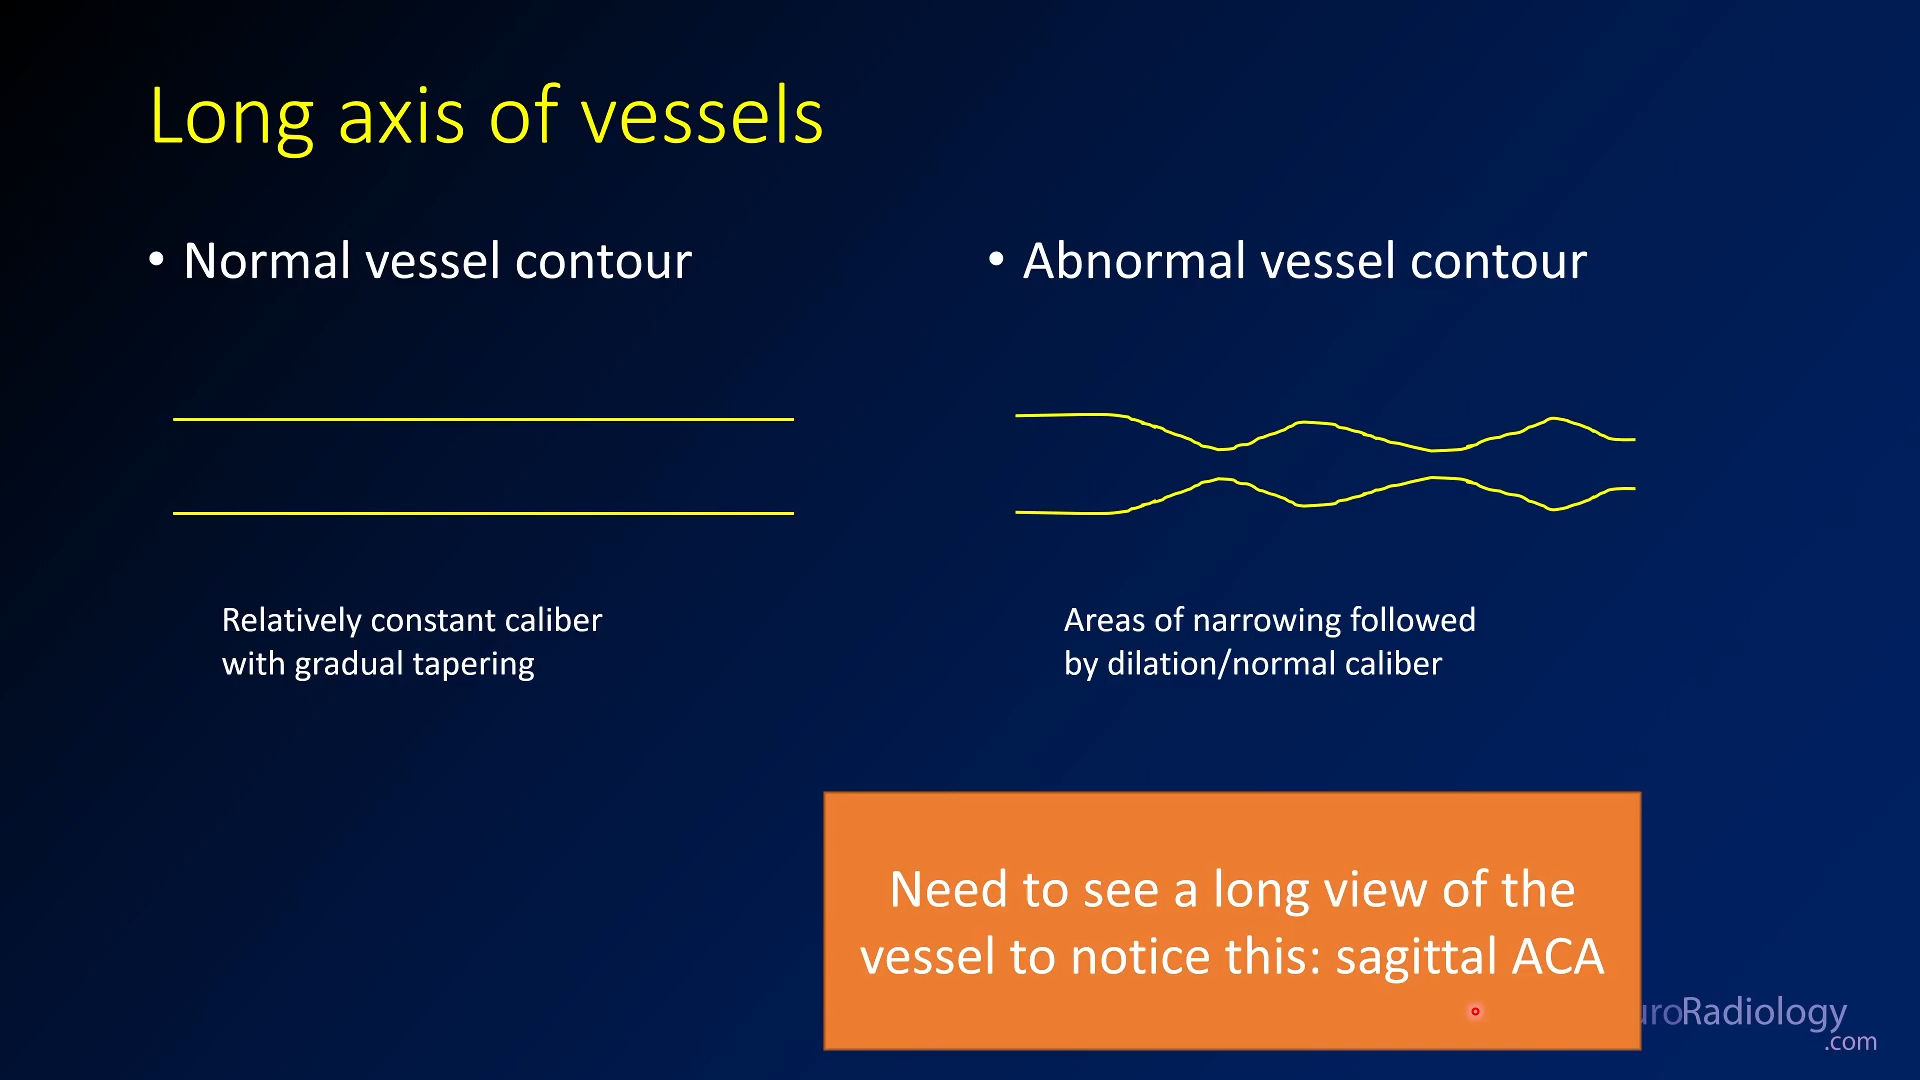 Long axis of vessels
• Normal vessel contour
• Abnormal vessel contour
Relatively constant caliber
with gradual tapering
Areas of narrowing followed
by dilation/normal caliber
Need to see a long view of the
vessel to notice this: sagittal ACA
uroRadiology
.com